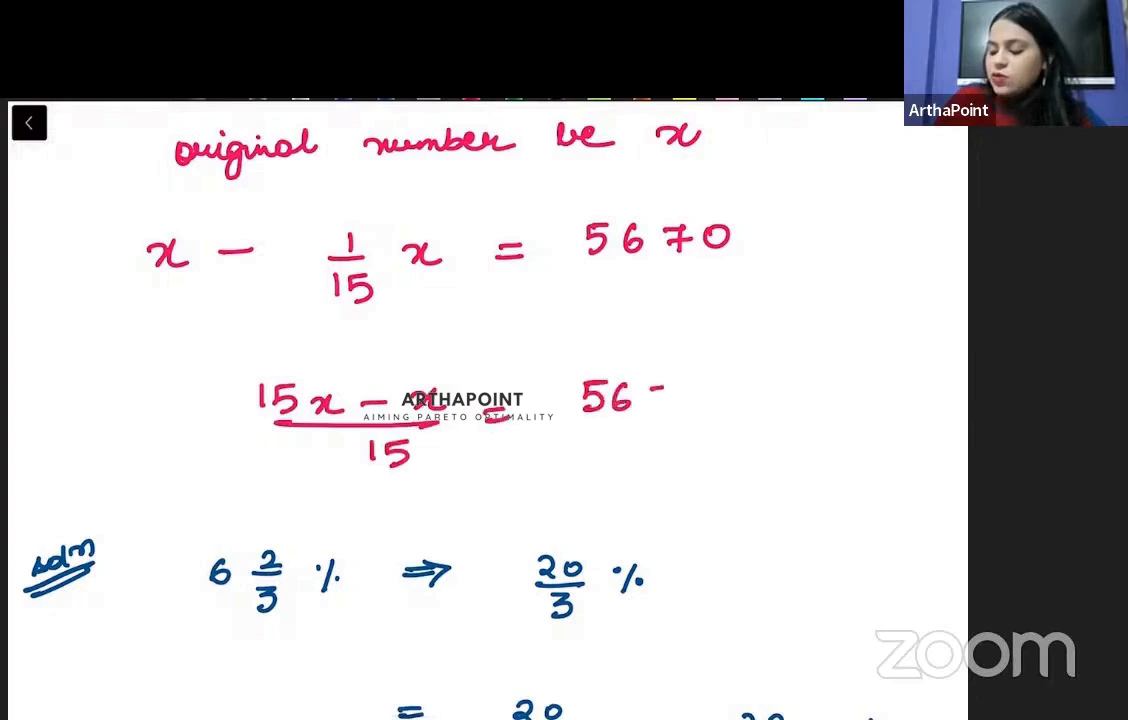 ArthaPoint
original number be x
x - 1/15 x = 5670
ARTHAPOINT
AIMING PARETO OPTIMALITY
15x - x / 15 = 56
Soln 6 2/3 % ⇒ 20/3 %
zoom
= 20